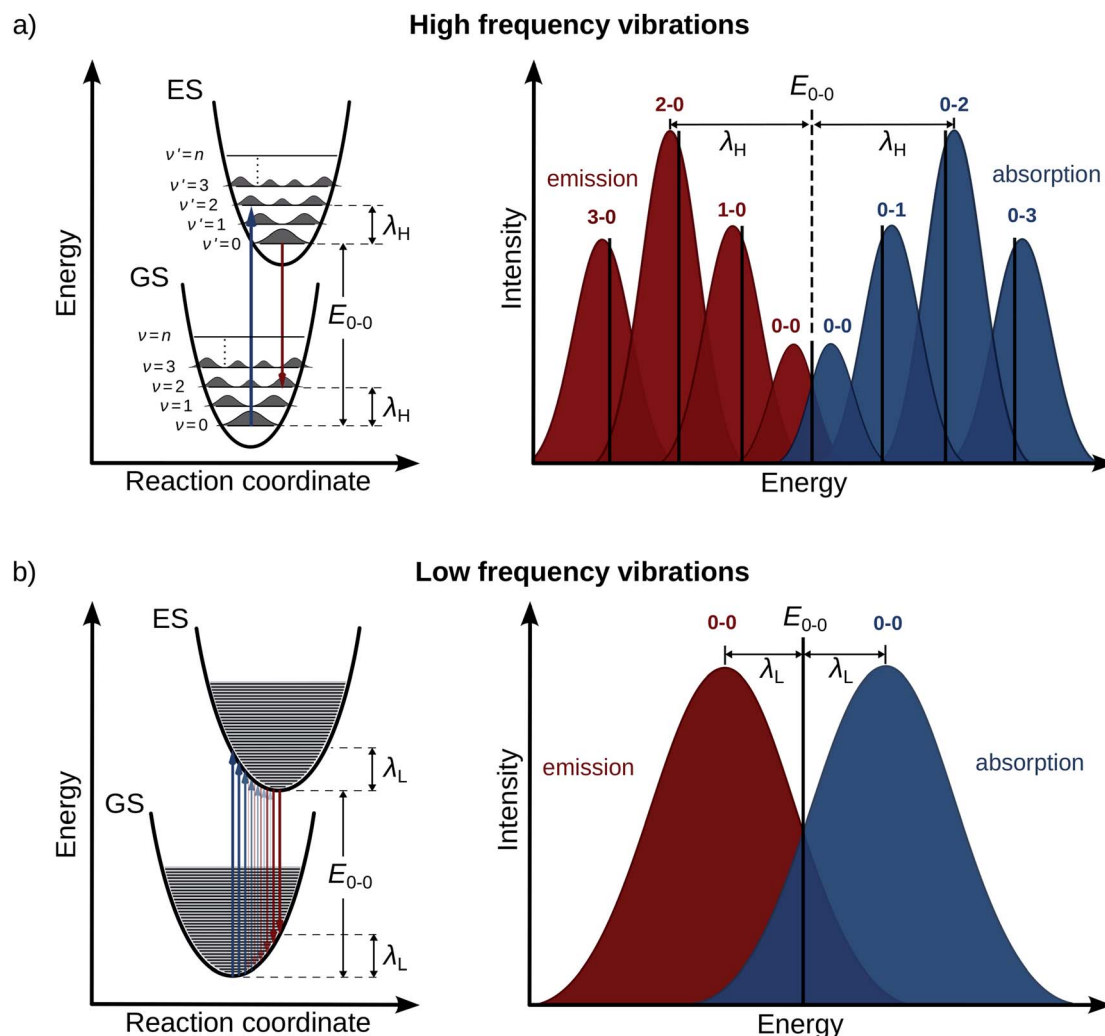 a)
High frequency vibrations
Energy
ES
ν'=n
ν'=3
ν'=2
ν'=1
ν'=0
λH
GS
E0-0
ν=n
ν=3
ν=2
ν=1
ν=0
λH
Reaction coordinate
Intensity
E0-0
2-0
0-2
λH
λH
emission
absorption
3-0
1-0
0-1
0-3
0-0
0-0
Energy
b)
Low frequency vibrations
Energy
ES
λL
GS
E0-0
λL
Reaction coordinate
Intensity
0-0
E0-0
0-0
λL
λL
emission
absorption
Energy